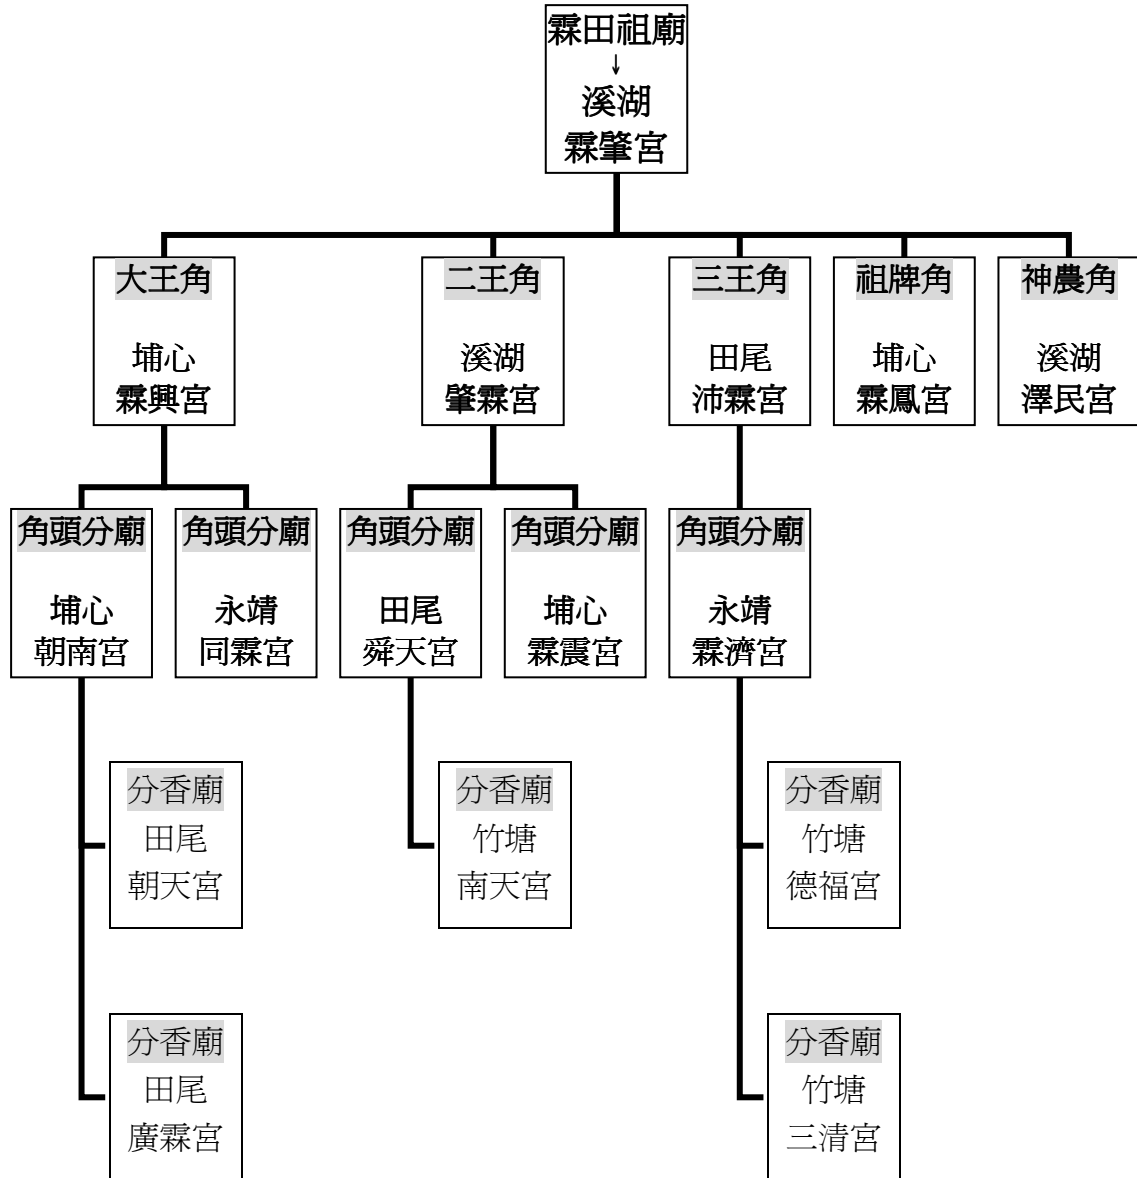 霖田祖廟
↓
溪湖
霖肇宮
大王角
埔心
霖興宮
二王角
溪湖
肇霖宮
三王角
田尾
沛霖宮
祖牌角
埔心
霖鳳宮
神農角
溪湖
澤民宮
角頭分廟
埔心
朝南宮
角頭分廟
永靖
同霖宮
角頭分廟
田尾
舜天宮
角頭分廟
埔心
霖震宮
角頭分廟
永靖
霖濟宮
分香廟
田尾
朝天宮
分香廟
竹塘
南天宮
分香廟
竹塘
德福宮
分香廟
田尾
廣霖宮
分香廟
竹塘
三清宮